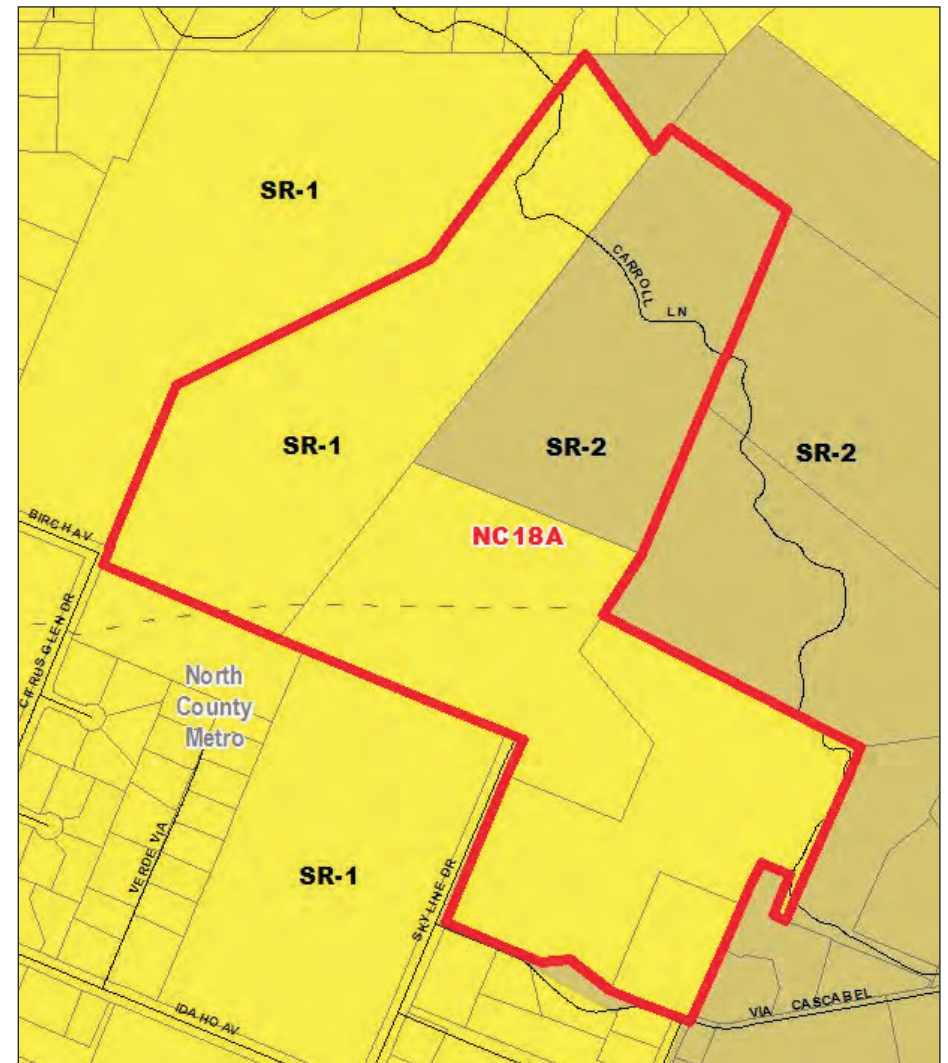 SR-1
CARROLL
LN
SR-1
SR-2
SR-2
BIRCH AV
NC18A
CITRUS GLEN DR
North
County
Metro
VERDE VIA
SR-1
SKYLINE DR
IDAHO AV
VIA CASCABEL